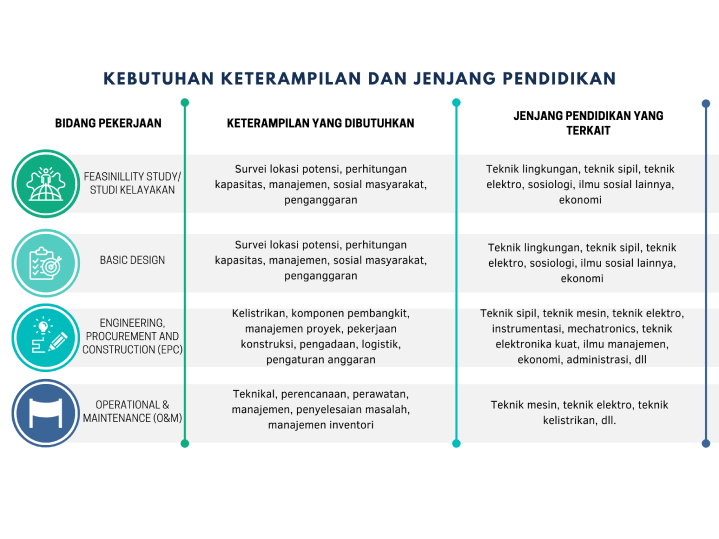 KEBUTUHAN KETERAMPILAN DAN JENJANG PENDIDIKAN
BIDANG PEKERJAAN
KETERAMPILAN YANG DIBUTUHKAN
JENJANG PENDIDIKAN YANG
TERKAIT
FEASINILLITY STUDY/
STUDI KELAYAKAN
Survei lokasi potensi, perhitungan
kapasitas, manajemen, sosial masyarakat,
penganggaran
Teknik lingkungan, teknik sipil, teknik
elektro, sosiologi, ilmu sosial lainnya,
ekonomi
BASIC DESIGN
Survei lokasi potensi, perhitungan
kapasitas, manajemen, sosial masyarakat,
penganggaran
Teknik lingkungan, teknik sipil, teknik
elektro, sosiologi, ilmu sosial lainnya,
ekonomi
ENGINEERING,
PROCUREMENT AND
CONSTRUCTION (EPC)
Kelistrikan, komponen pembangkit,
manajemen proyek, pekerjaan
konstruksi, pengadaan, logistik,
pengaturan anggaran
Teknik sipil, teknik mesin, teknik elektro,
instrumentasi, mechatronics, teknik
elektronika kuat, ilmu manajemen,
ekonomi, administrasi, dll
OPERATIONAL &
MAINTENANCE (O&M)
Teknikal, perencanaan, perawatan,
manajemen, penyelesaian masalah,
manajemen inventori
Teknik mesin, teknik elektro, teknik
kelistrikan, dll.